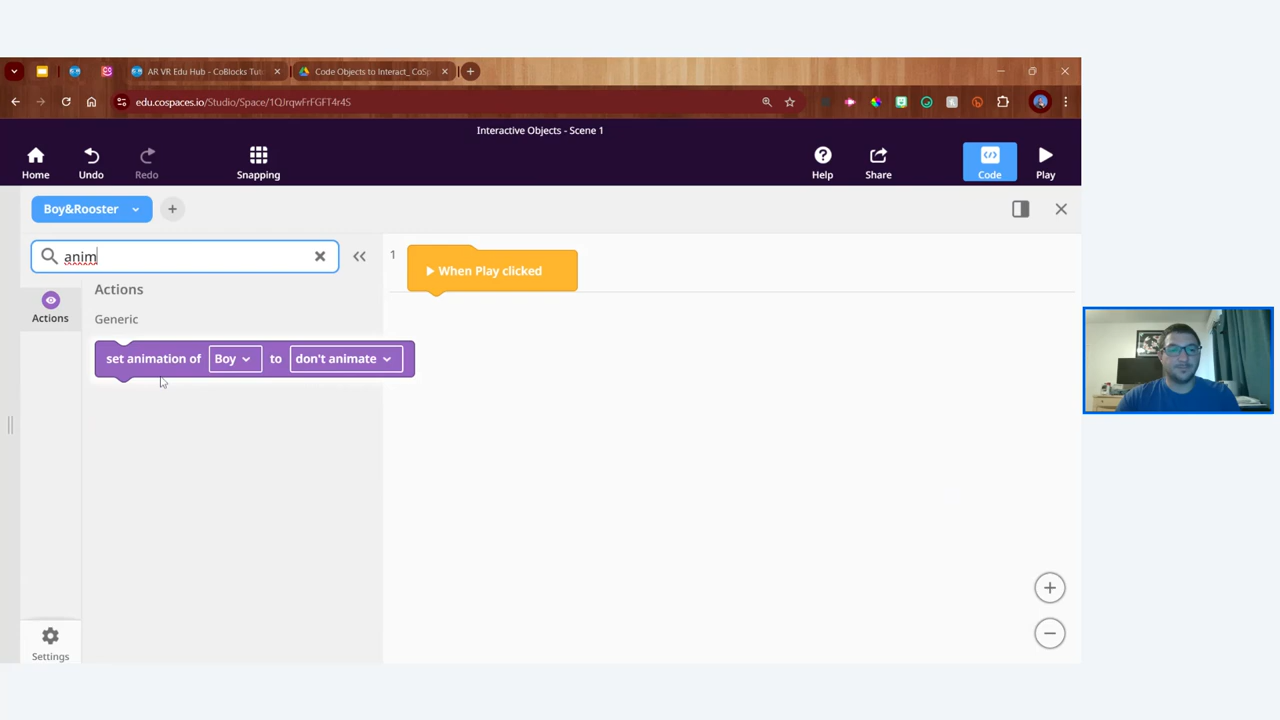 AR VR Edu Hub - CoBlocks Tut
Code Objects to Interact_ CoSp
edu.cospaces.io/Studio/Space/1QJrqwFrFGFT4r4S
Interactive Objects - Scene 1
Home
Undo
Redo
Snapping
Help
Share
Code
Play
Boy&Rooster
anim
Actions
Actions
Generic
set animation of Boy to don't animate
1
When Play clicked
Settings